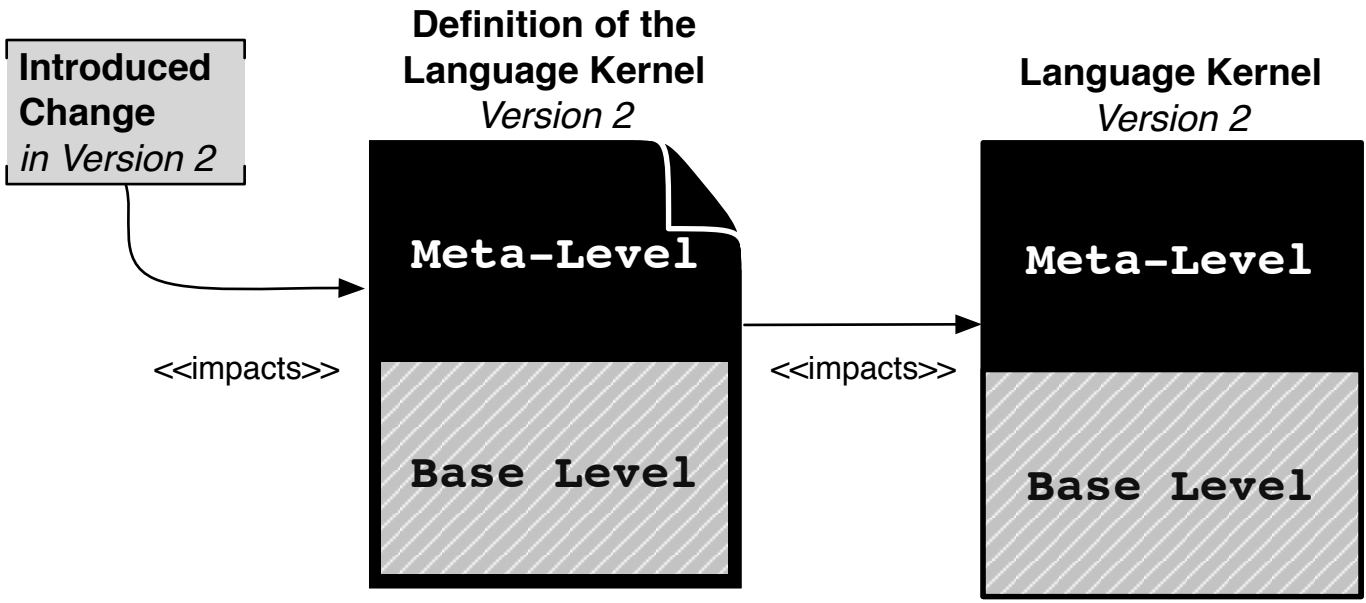 Introduced
Change
in Version 2
Definition of the
Language Kernel
Version 2
Language Kernel
Version 2
Meta-Level
Meta-Level
<<impacts>>
<<impacts>>
Base Level
Base Level